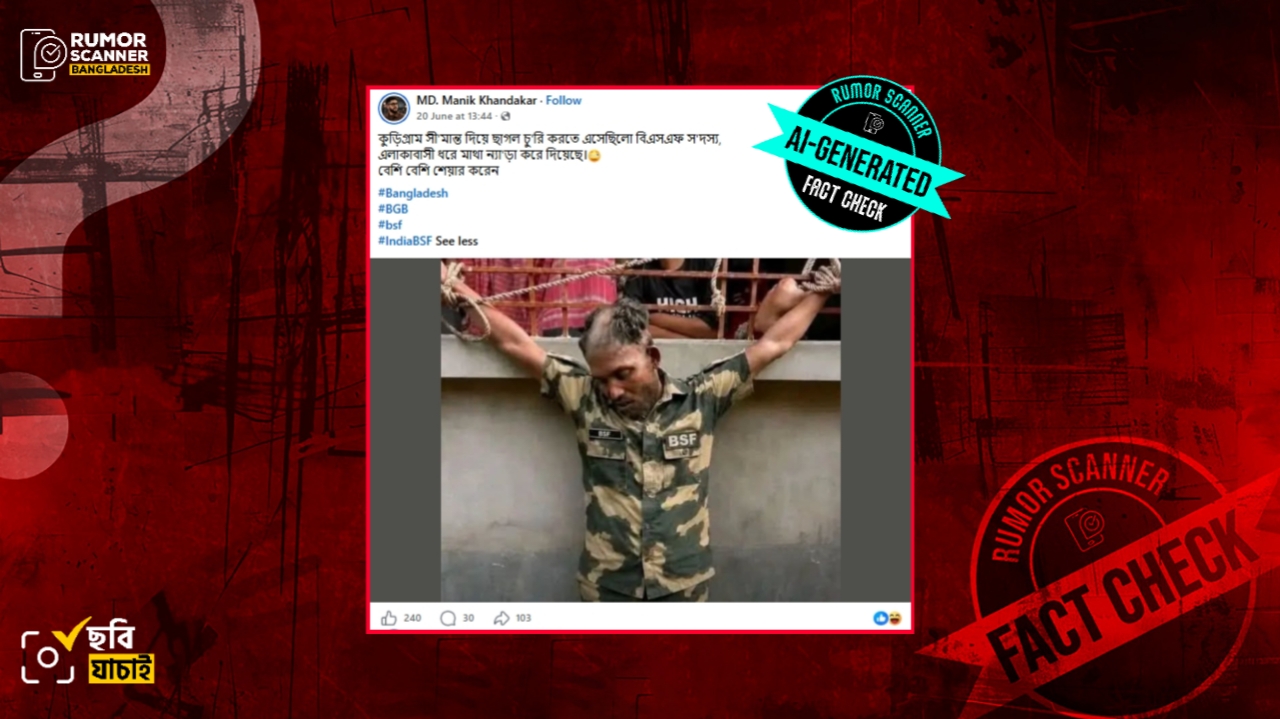 RUMOR
SCANNER
BANGLADESH
MD. Manik Khandakar · Follow
20 June at 13:44 ·
কুড়িগ্রাম সী'মান্ত দিয়ে ছাগল চু'রি করতে এসেছিলো বিএসএফ স'দস্য,
এলাকাবাসী ধরে মাথা ন্যা'ড়া করে দিয়েছে।
বেশি বেশি শেয়ার করেন
#Bangladesh
#BGB
#bsf
#IndiaBSF See less
RUMOR SCANNER
AI-GENERATED
FACT CHECK
HIGH
BSF
BSF
240 30 103
RUMOR SCANNER
FACT CHECK
ছবি
যাচাই